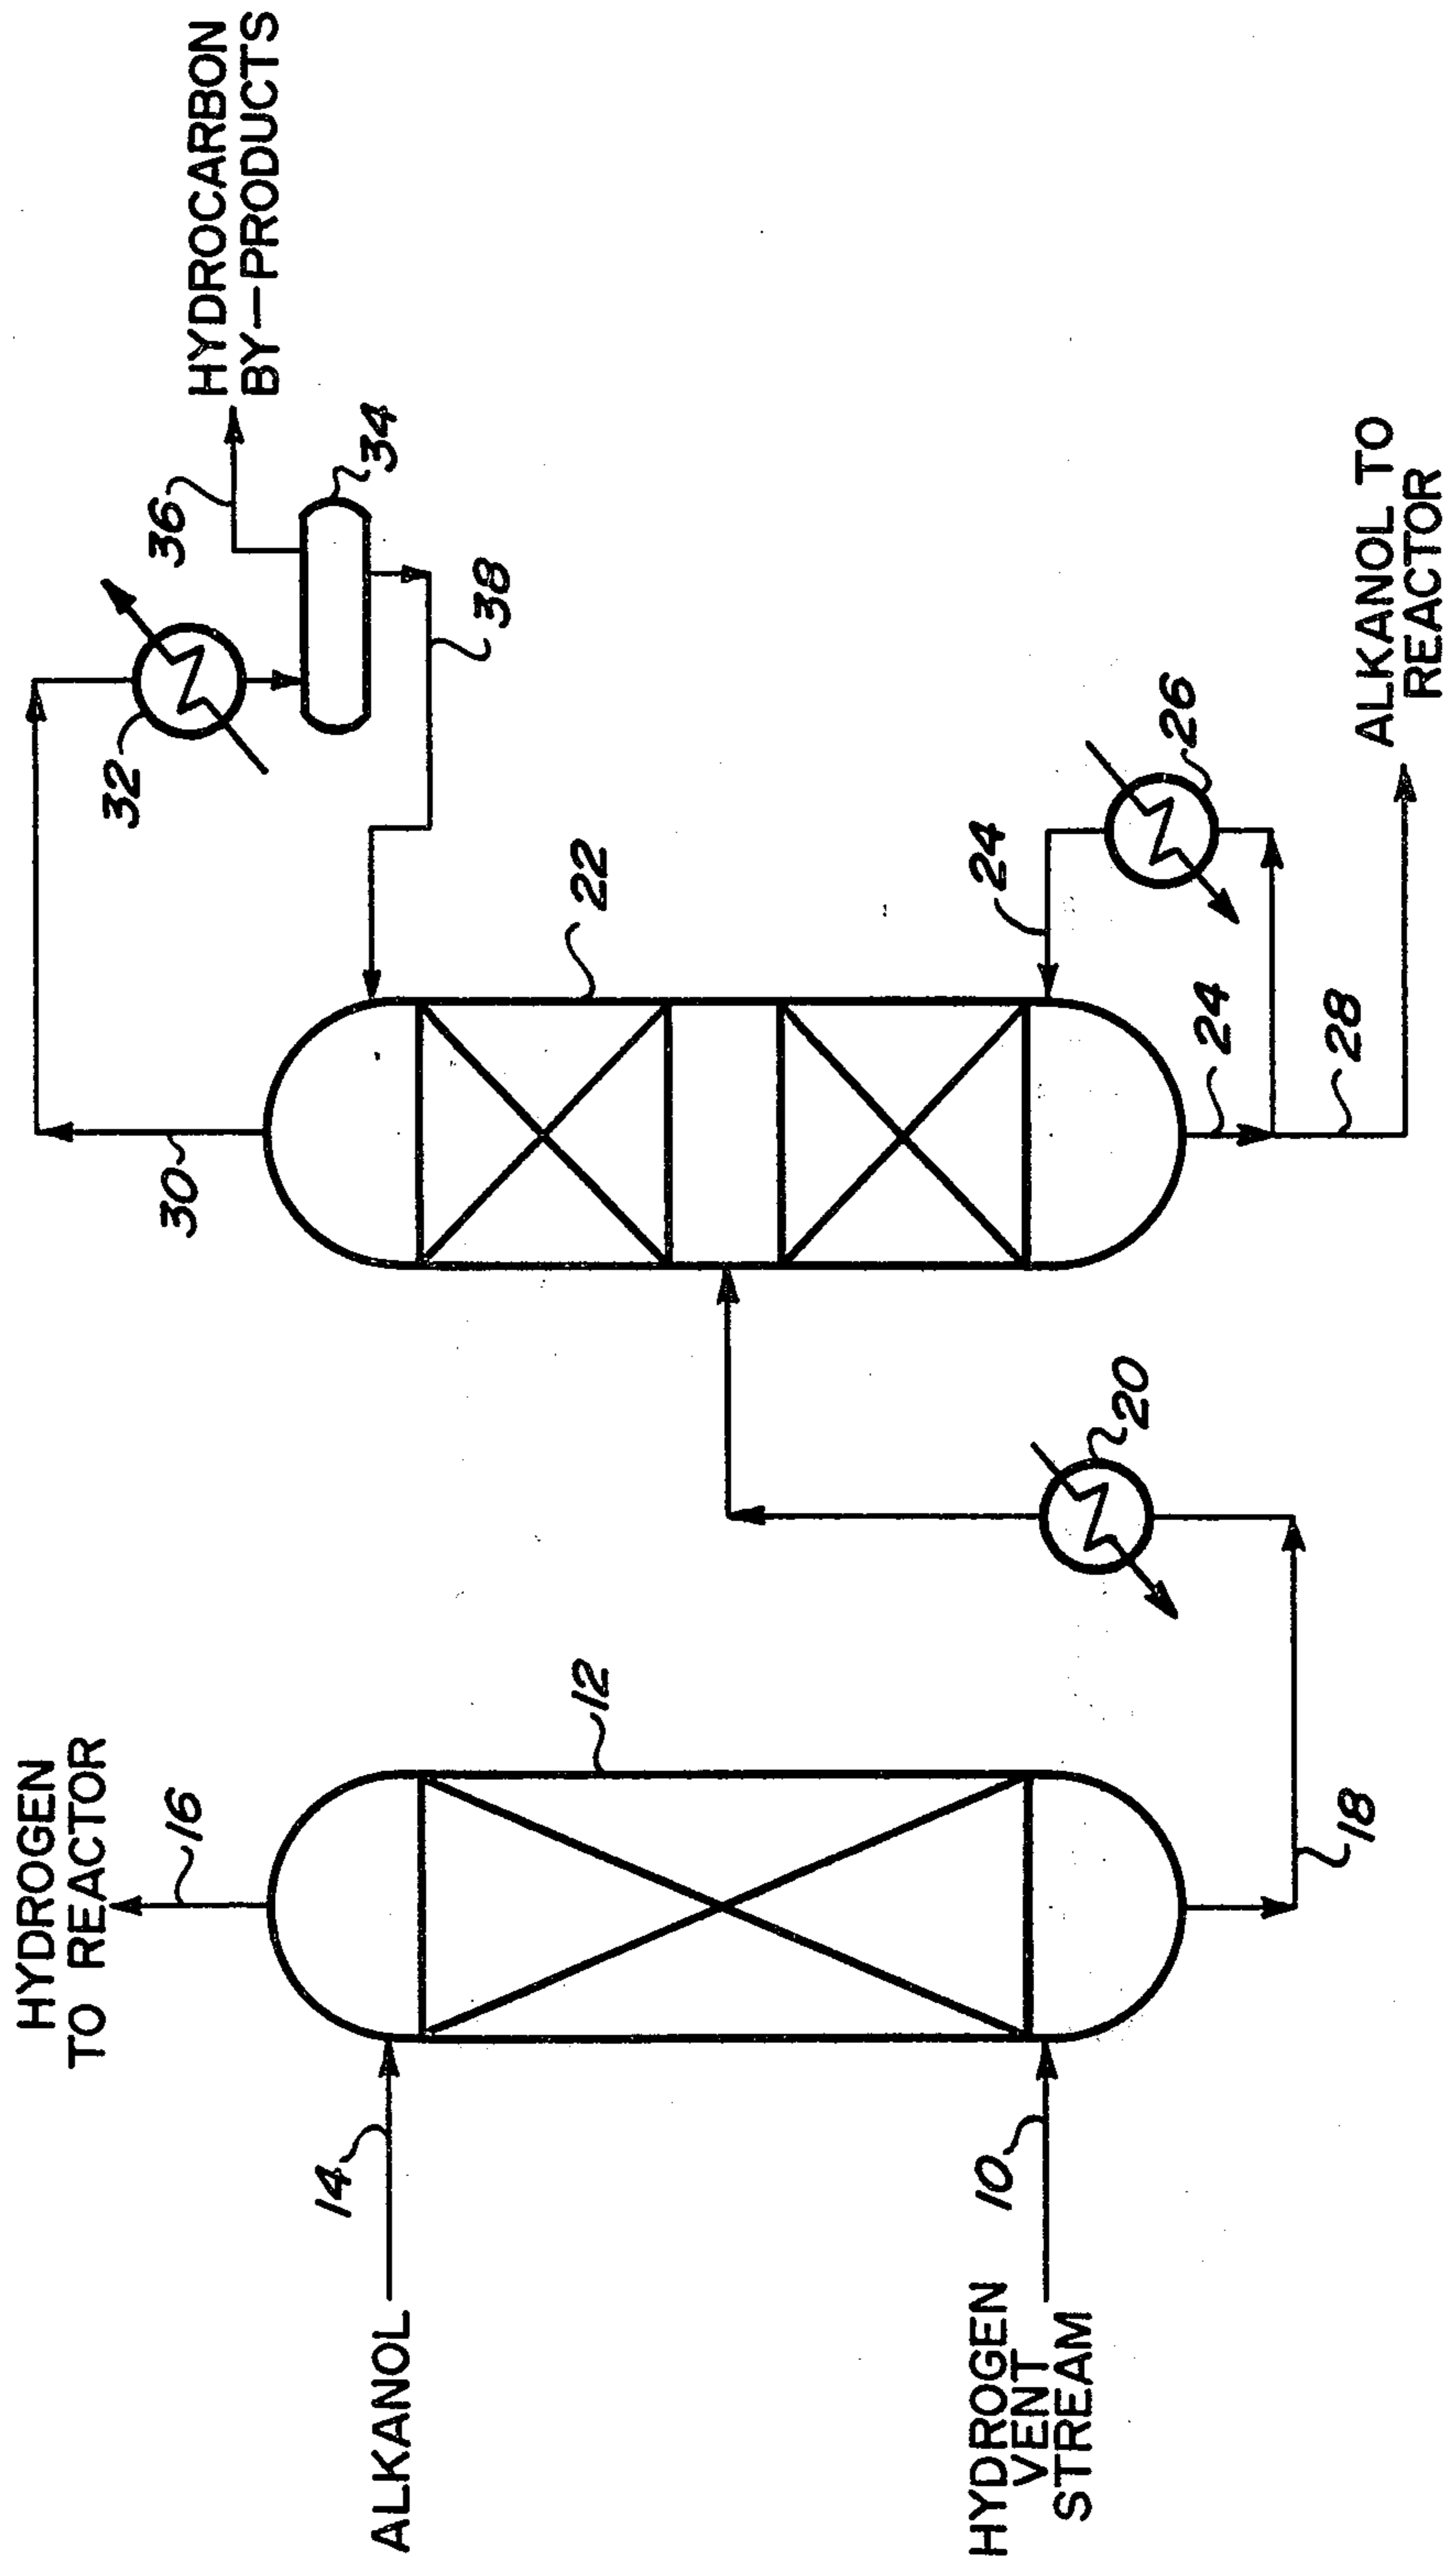 HYDROGEN
TO REACTOR
16
ALKANOL
14
12
HYDROGEN
VENT
STREAM
10
18
20
30
22
24
24
26
28
32
34
36
38
HYDROCARBON
BY-PRODUCTS
ALKANOL TO
REACTOR